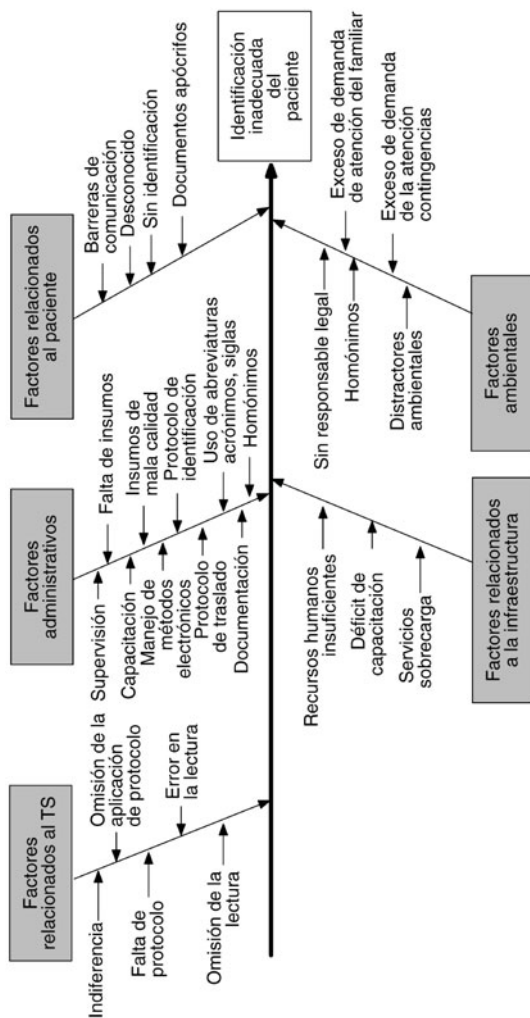 Factores
relacionados al TS
Indiferencia
Omisión de la
aplicación
de protocolo
Falta de
protocolo
Error en
la lectura
Omisión de la
lectura
Factores
administrativos
Supervisión
Falta de insumos
Capacitación
Insumos de
mala calidad
Manejo de
métodos
electrónicos
Protocolo de
identificación
Protocolo
de traslado
Uso de abreviaturas
acrónimos, siglas
Documentación
Homónimos
Factores relacionados
al paciente
Barreras de
comunicación
Desconocido
Sin identificación
Documentos apócrifos
Identificación
inadecuada
del
paciente
Recursos humanos
insuficientes
Déficit de
capacitación
Servicios
sobrecarga
Factores relacionados
a la infraestructura
Sin responsable legal
Exceso de demanda
de atención del familiar
Homónimos
Exceso de demanda
de la atención
contingencias
Distractores
ambientales
Factores
ambientales